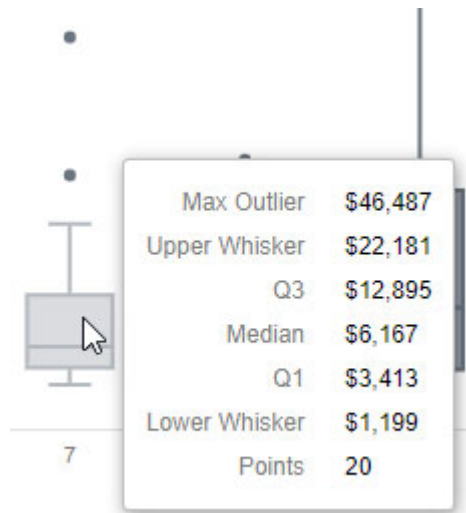 Max Outlier $46,487
Upper Whisker $22,181
Q3 $12,895
Median $6,167
Q1 $3,413
Lower Whisker $1,199
7
Points 20